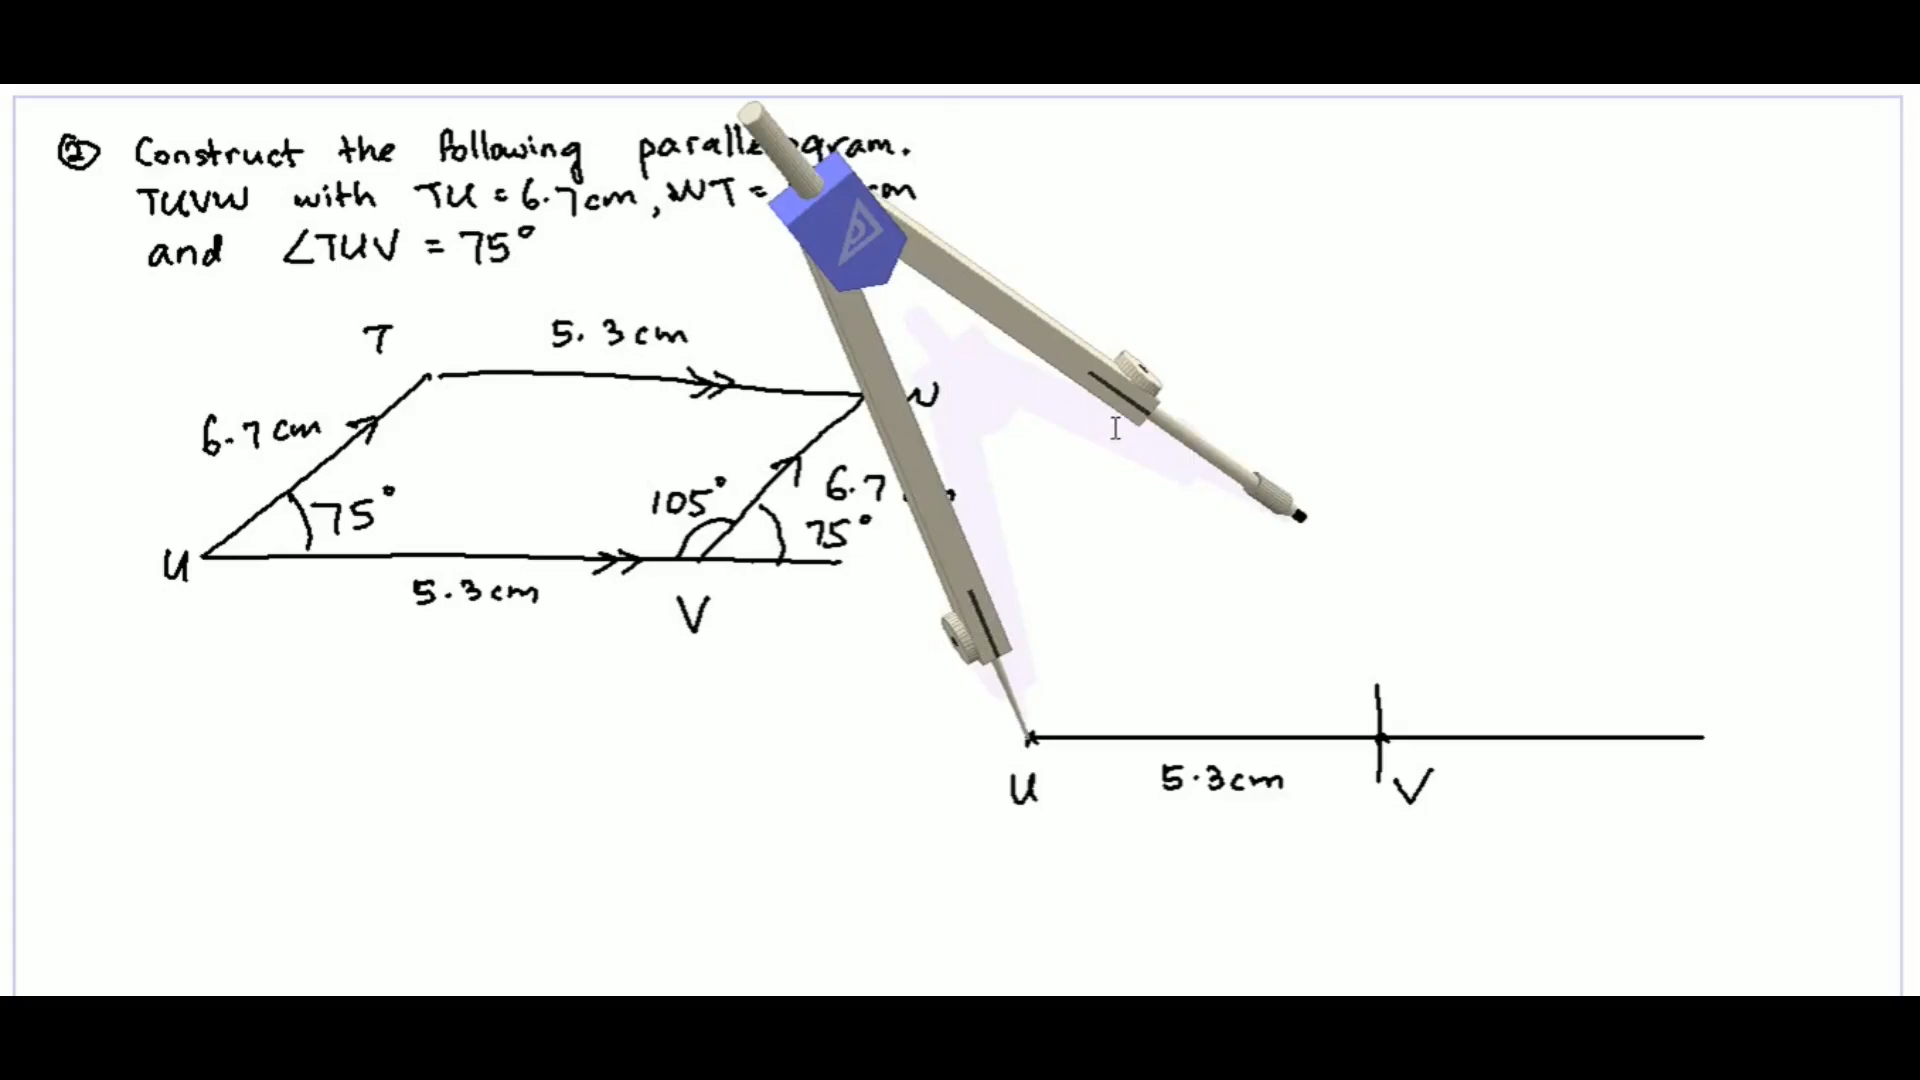 ② Construct the following
TUVW with TU = 6.7cm, WT = cm
and ∠TUV = 75°
T 5.3cm
6.7cm
75° 105° 6.7
75°
U 5.3cm V
U 5.3cm V